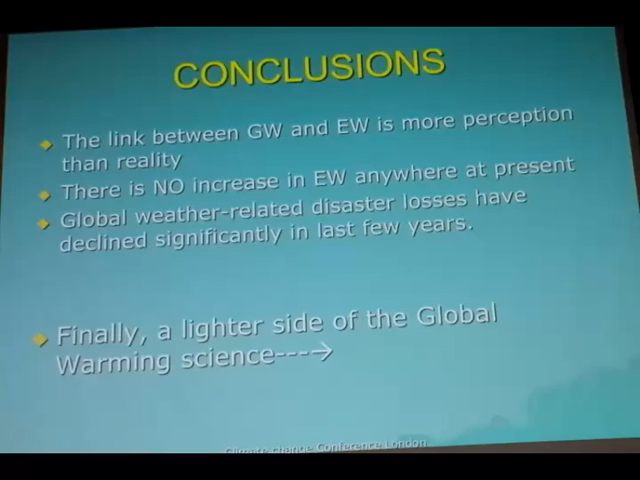 CONCLUSIONS
The link between GW and EW is more perception
than reality
There is NO increase in EW anywhere at present
Global weather-related disaster losses have
declined significantly in last few years.
Finally, a lighter side of the Global
Warming science--->
Climate change Conference London